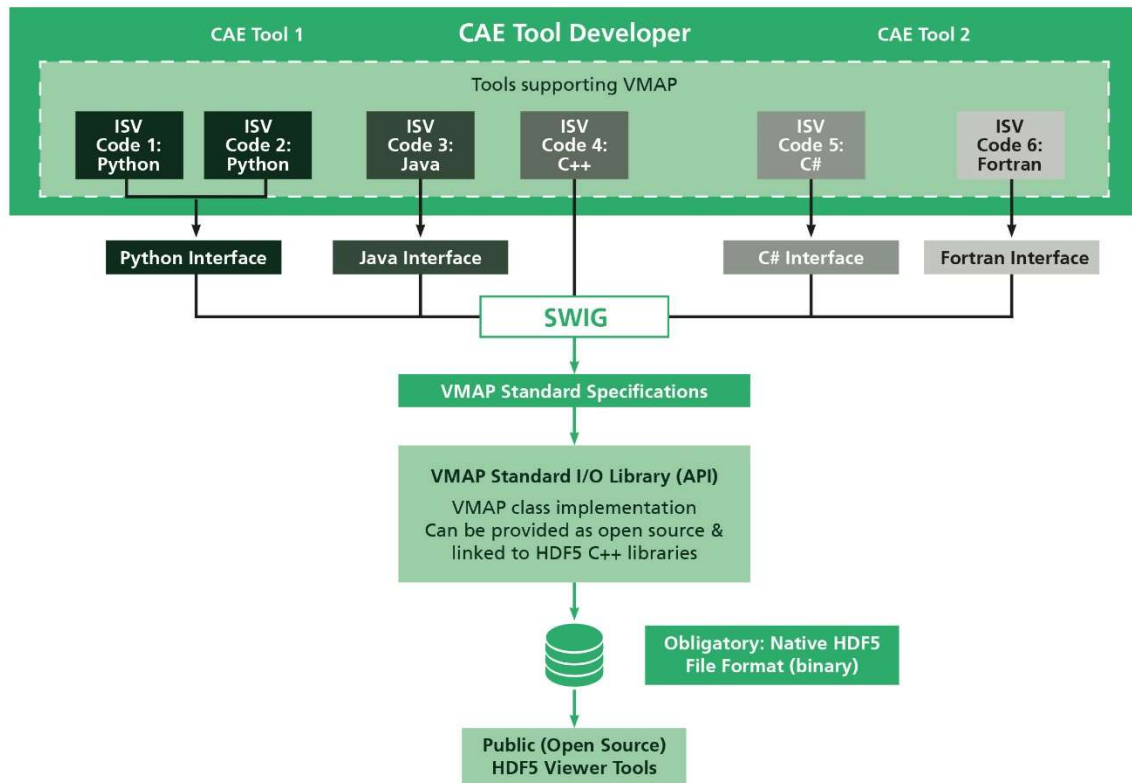 CAE Tool 1
CAE Tool Developer
CAE Tool 2
Tools supporting VMAP
ISV
Code 1:
Python
ISV
Code 2:
Python
ISV
Code 3:
Java
ISV
Code 4:
C++
ISV
Code 5:
C#
ISV
Code 6:
Fortran
Python Interface
Java Interface
C# Interface
Fortran Interface
SWIG
VMAP Standard Specifications
VMAP Standard I/O Library (API)
VMAP class implementation
Can be provided as open source &
linked to HDF5 C++ libraries
Obligatory: Native HDF5
File Format (binary)
Public (Open Source)
HDF5 Viewer Tools